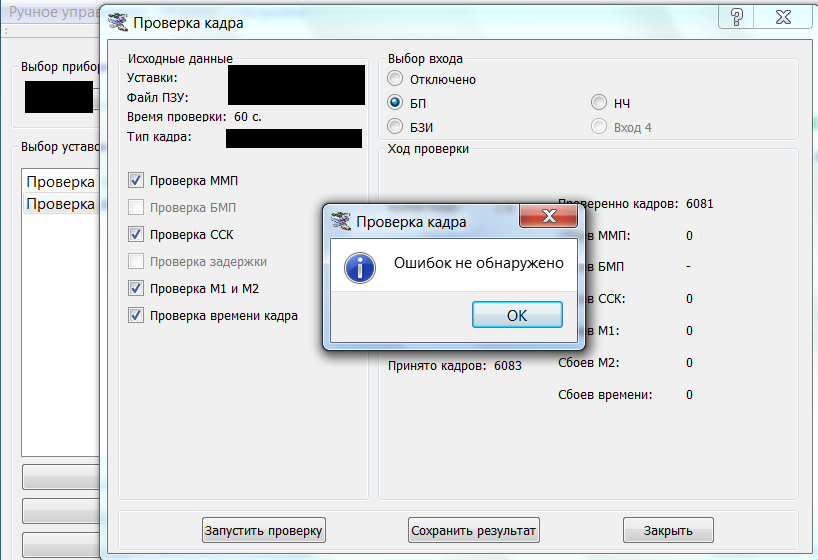 Ручное управ
Проверка кадра
Выбор прибор
Выбор уставо
Проверка
Проверка
Исходные данные
Уставки:
Файл ПЗУ:
Время проверки: 60 с.
Тип кадра:
Проверка ММП
Проверка БМП
Проверка ССК
Проверка задержки
Проверка М1 и М2
Проверка времени кадра
Выбор входа
Отключено
БП
НЧ
БЗИ
Вход 4
Ход проверки
Проверенно кадров: 6081
в ММП: 0
в БМП -
в ССК: 0
в М1: 0
Принято кадров: 6083
Сбоев М2: 0
Сбоев времени: 0
Проверка кадра
Ошибок не обнаружено
OK
Запустить проверку
Сохранить результат
Закрыть